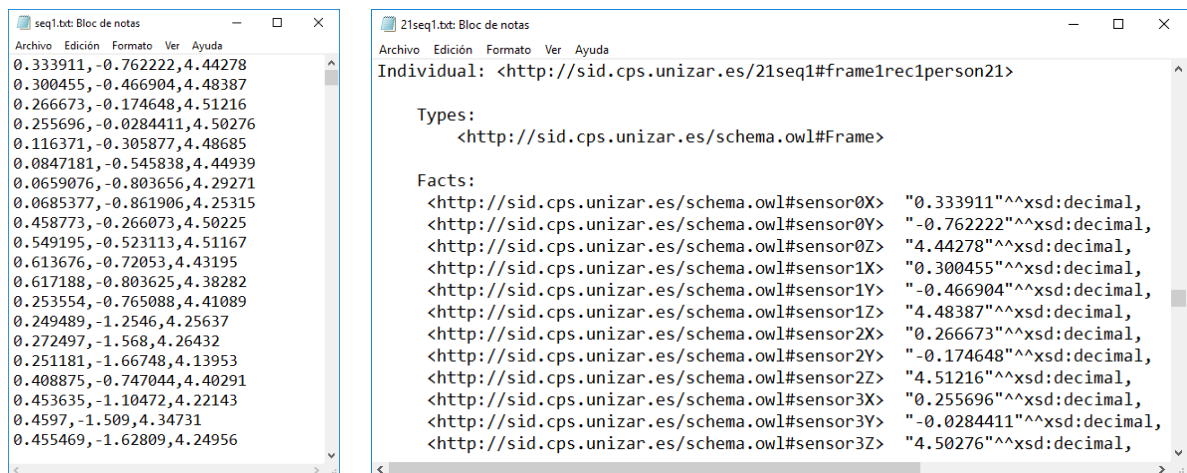 seq1.txt: Bloc de notas
Archivo Edición Formato Ver Ayuda
0.333911,-0.762222,4.44278
0.300455,-0.466904,4.48387
0.266673,-0.174648,4.51216
0.255696,-0.0284411,4.50276
0.116371,-0.305877,4.48685
0.0847181,-0.545838,4.44939
0.0659076,-0.803656,4.29271
0.0685377,-0.861906,4.25315
0.458773,-0.266073,4.50225
0.549195,-0.523113,4.51167
0.613676,-0.72053,4.43195
0.617188,-0.803625,4.38282
0.253554,-0.765088,4.41089
0.249489,-1.2546,4.25637
0.272497,-1.568,4.26432
0.251181,-1.66748,4.13953
0.408875,-0.747044,4.40291
0.453635,-1.10472,4.22143
0.4597,-1.509,4.34731
0.455469,-1.62809,4.24956
21seq1.txt: Bloc de notas
Archivo Edición Formato Ver Ayuda
Individual: <http://sid.cps.unizar.es/21seq1#frame1rec1person21>
Types:
<http://sid.cps.unizar.es/schema.owl#Frame>
Facts:
<http://sid.cps.unizar.es/schema.owl#sensor0X> "0.333911"^^xsd:decimal,
<http://sid.cps.unizar.es/schema.owl#sensor0Y> "-0.762222"^^xsd:decimal,
<http://sid.cps.unizar.es/schema.owl#sensor0Z> "4.44278"^^xsd:decimal,
<http://sid.cps.unizar.es/schema.owl#sensor1X> "0.300455"^^xsd:decimal,
<http://sid.cps.unizar.es/schema.owl#sensor1Y> "-0.466904"^^xsd:decimal,
<http://sid.cps.unizar.es/schema.owl#sensor1Z> "4.48387"^^xsd:decimal,
<http://sid.cps.unizar.es/schema.owl#sensor2X> "0.266673"^^xsd:decimal,
<http://sid.cps.unizar.es/schema.owl#sensor2Y> "-0.174648"^^xsd:decimal,
<http://sid.cps.unizar.es/schema.owl#sensor2Z> "4.51216"^^xsd:decimal,
<http://sid.cps.unizar.es/schema.owl#sensor3X> "0.255696"^^xsd:decimal,
<http://sid.cps.unizar.es/schema.owl#sensor3Y> "-0.0284411"^^xsd:decimal,
<http://sid.cps.unizar.es/schema.owl#sensor3Z> "4.50276"^^xsd:decimal,